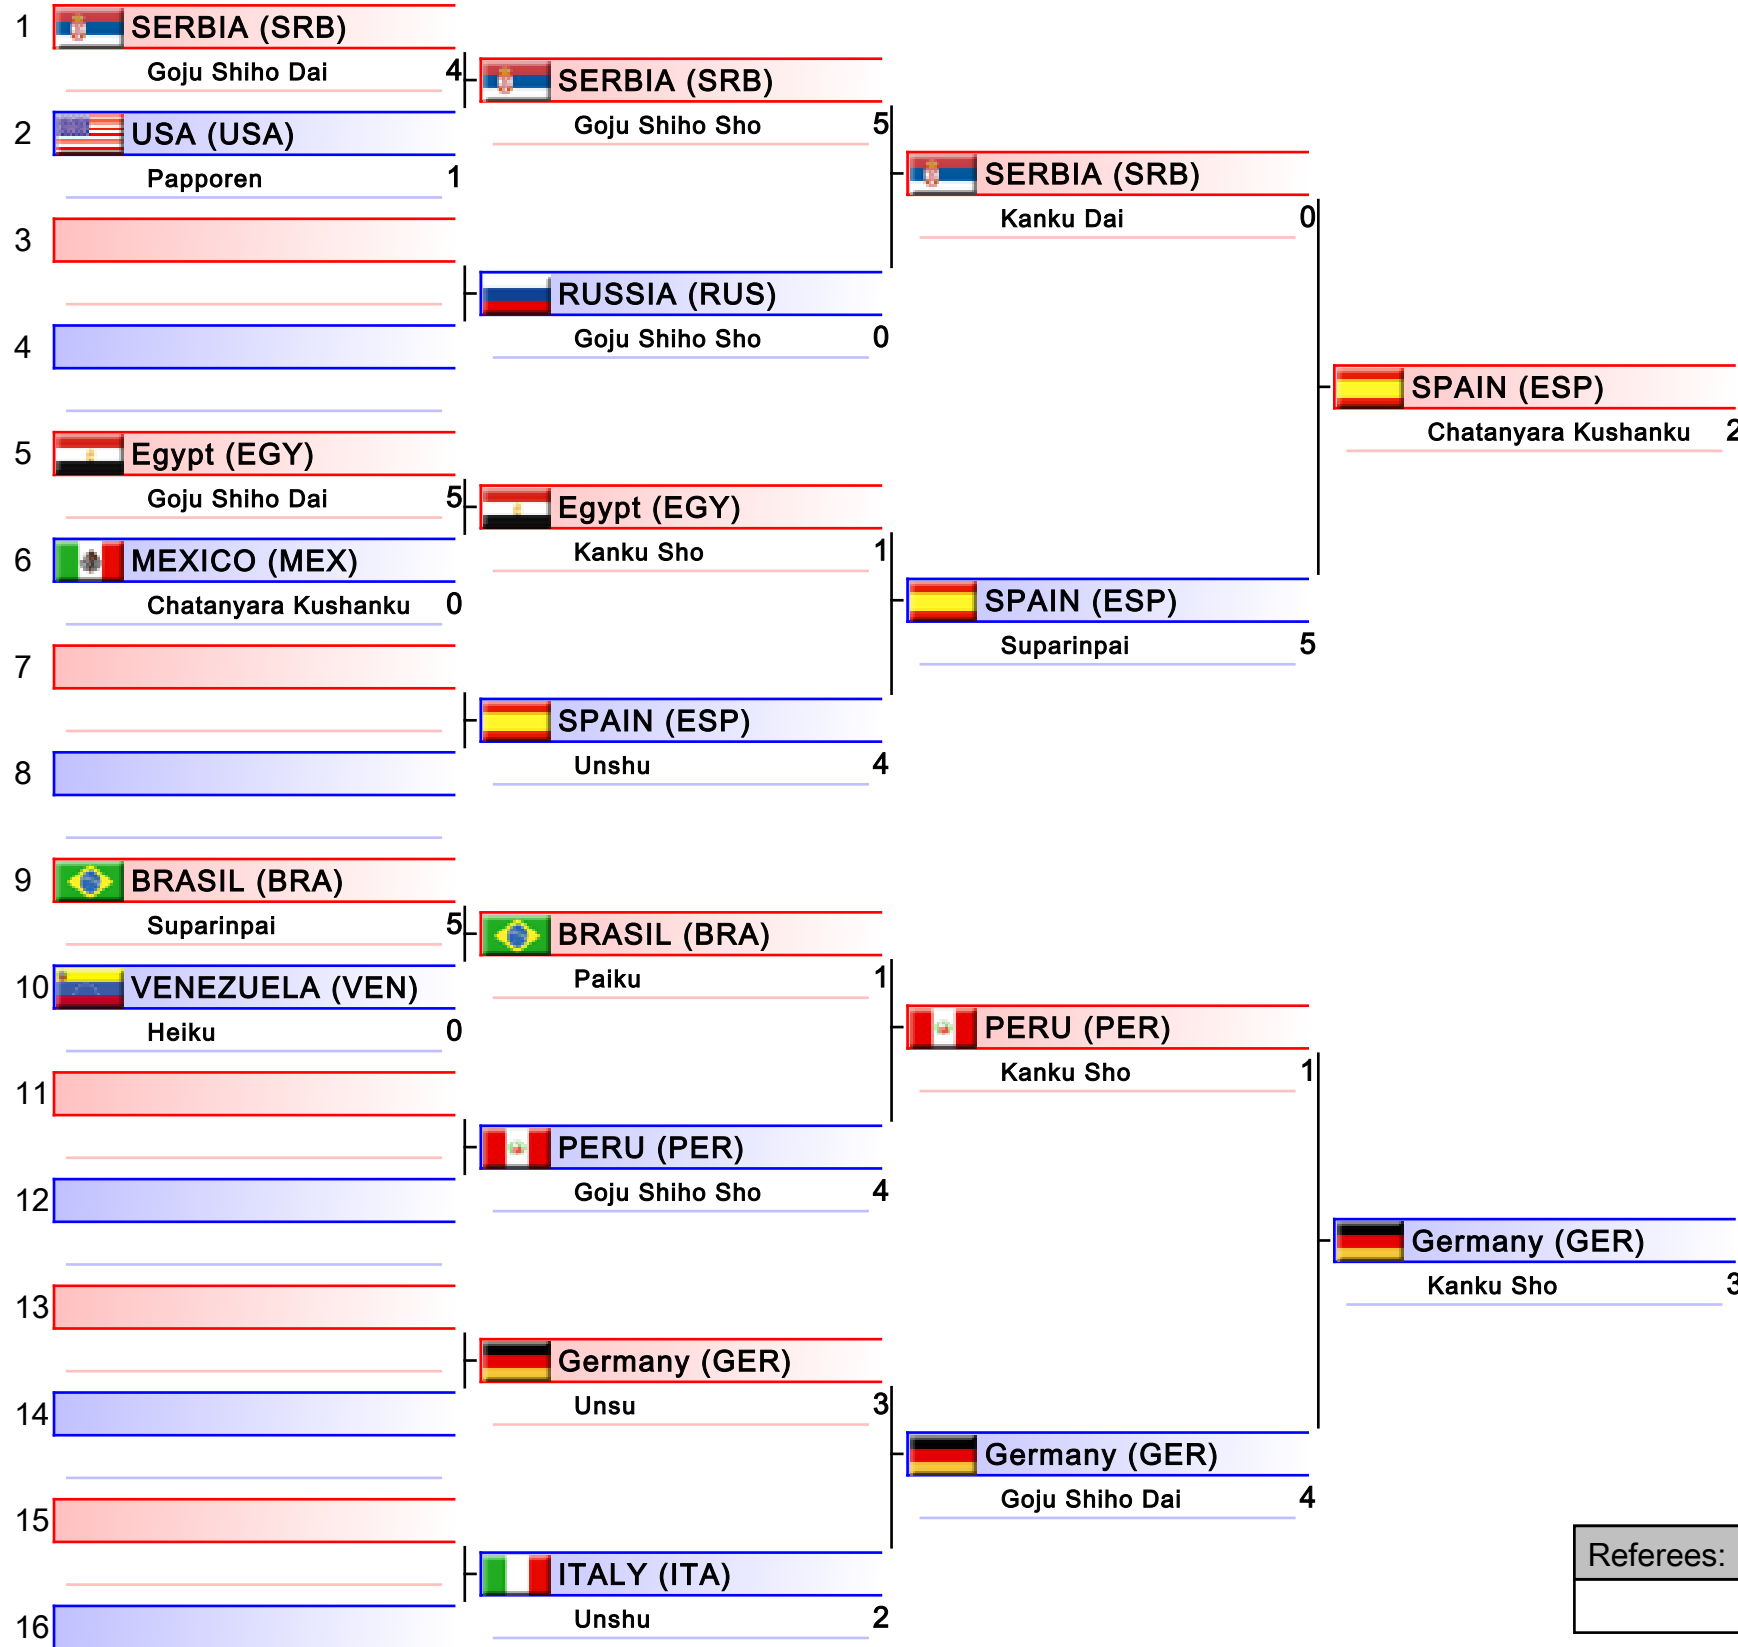 1
SERBIA (SRB)
Goju Shiho Dai 4
2
USA (USA)
Papporen 1
3
4
5
Egypt (EGY)
Goju Shiho Dai 5
6
MEXICO (MEX)
Chatanyara Kushanku 0
7
8
9
BRASIL (BRA)
Suparinpai 5
10
VENEZUELA (VEN)
Heiku 0
11
12
13
14
15
16
SERBIA (SRB)
Goju Shiho Sho 5
RUSSIA (RUS)
Goju Shiho Sho 0
Egypt (EGY)
Kanku Sho 1
SPAIN (ESP)
Unshu 4
BRASIL (BRA)
Paiku 1
PERU (PER)
Goju Shiho Sho 4
Germany (GER)
Unsu 3
ITALY (ITA)
Unshu 2
SERBIA (SRB)
Kanku Dai 0
SPAIN (ESP)
Suparinpai 5
PERU (PER)
Kanku Sho 1
Germany (GER)
Goju Shiho Dai 4
SPAIN (ESP)
Chatanyara Kushanku 2
Germany (GER)
Kanku Sho 3
Referees: